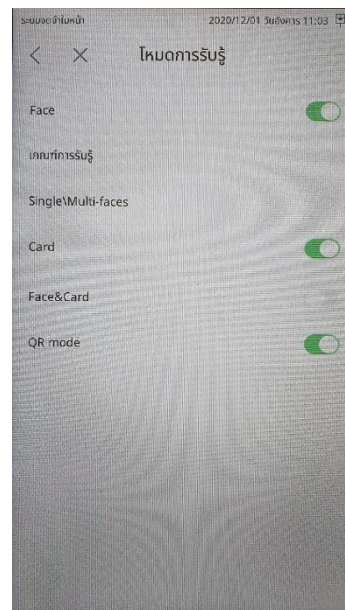 ระบบจดจำใบหน้า 2020/12/01 วันอังคาร 11:03
โหมดการรับรู้
Face
เกณฑ์การรับรู้
Single\Multi-faces
Card
Face&Card
QR mode